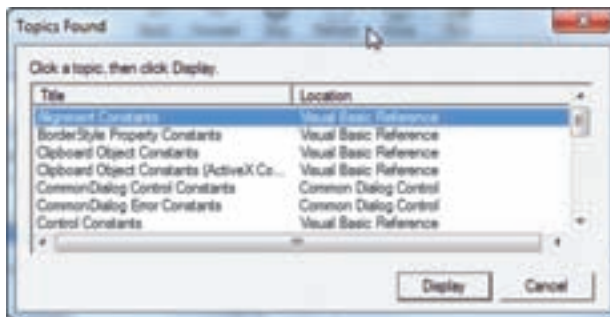 Topics Found
Click a topic, then click Display.
Title Location
Alignment Constants Visual Basic Reference
BorderStyle Property Constants Visual Basic Reference
Clipboard Object Constants Visual Basic Reference
Clipboard Object Constants (ActiveX Co... Visual Basic Reference
CommonDialog Control Constants Common Dialog Control
CommonDialog Error Constants Common Dialog Control
Control Constants Visual Basic Reference
Display Cancel